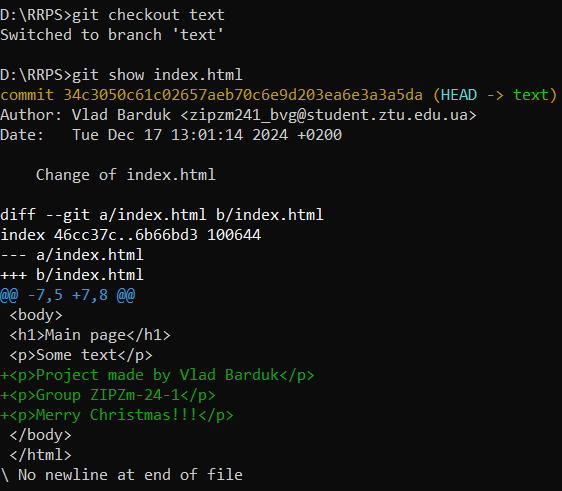 D:\RRPS>git checkout text
Switched to branch 'text'
D:\RRPS>git show index.html
commit 34c3050c61c02657aeb70c6e9d203ea6e3a3a5da (HEAD -> text)
Author: Vlad Barduk <zipzm241_bvg@student.ztu.edu.ua>
Date:   Tue Dec 17 13:01:14 2024 +0200
    Change of index.html
diff --git a/index.html b/index.html
index 46cc37c..6b66bd3 100644
--- a/index.html
+++ b/index.html
@@ -7,5 +7,8 @@
 <body>
 <h1>Main page</h1>
 <p>Some text</p>
+<p>Project made by Vlad Barduk</p>
+<p>Group ZIPZm-24-1</p>
+<p>Merry Christmas!!!</p>
 </body>
 </html>
\ No newline at end of file